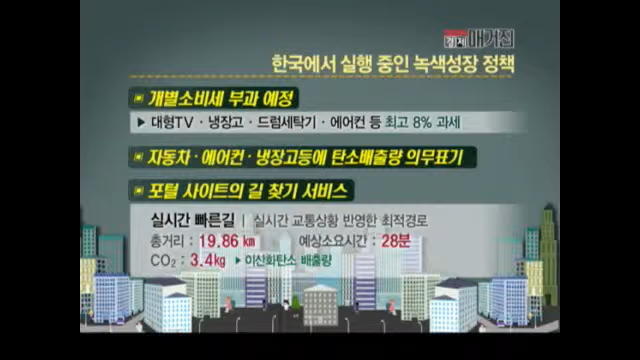 경제매거진
한국에서 실행 중인 녹색성장 정책
개별소비세 부과 예정
▶ 대형TV · 냉장고 · 드럼세탁기 · 에어컨 등 최고 8% 과세
자동차 · 에어컨 · 냉장고등에 탄소배출량 의무표기
포털 사이트의 길 찾기 서비스
실시간 빠른길 | 실시간 교통상황 반영한 최적경로
총거리 : 19.86 km 예상소요시간 : 28분
CO₂ : 3.4kg ▶ 이산화탄소 배출량